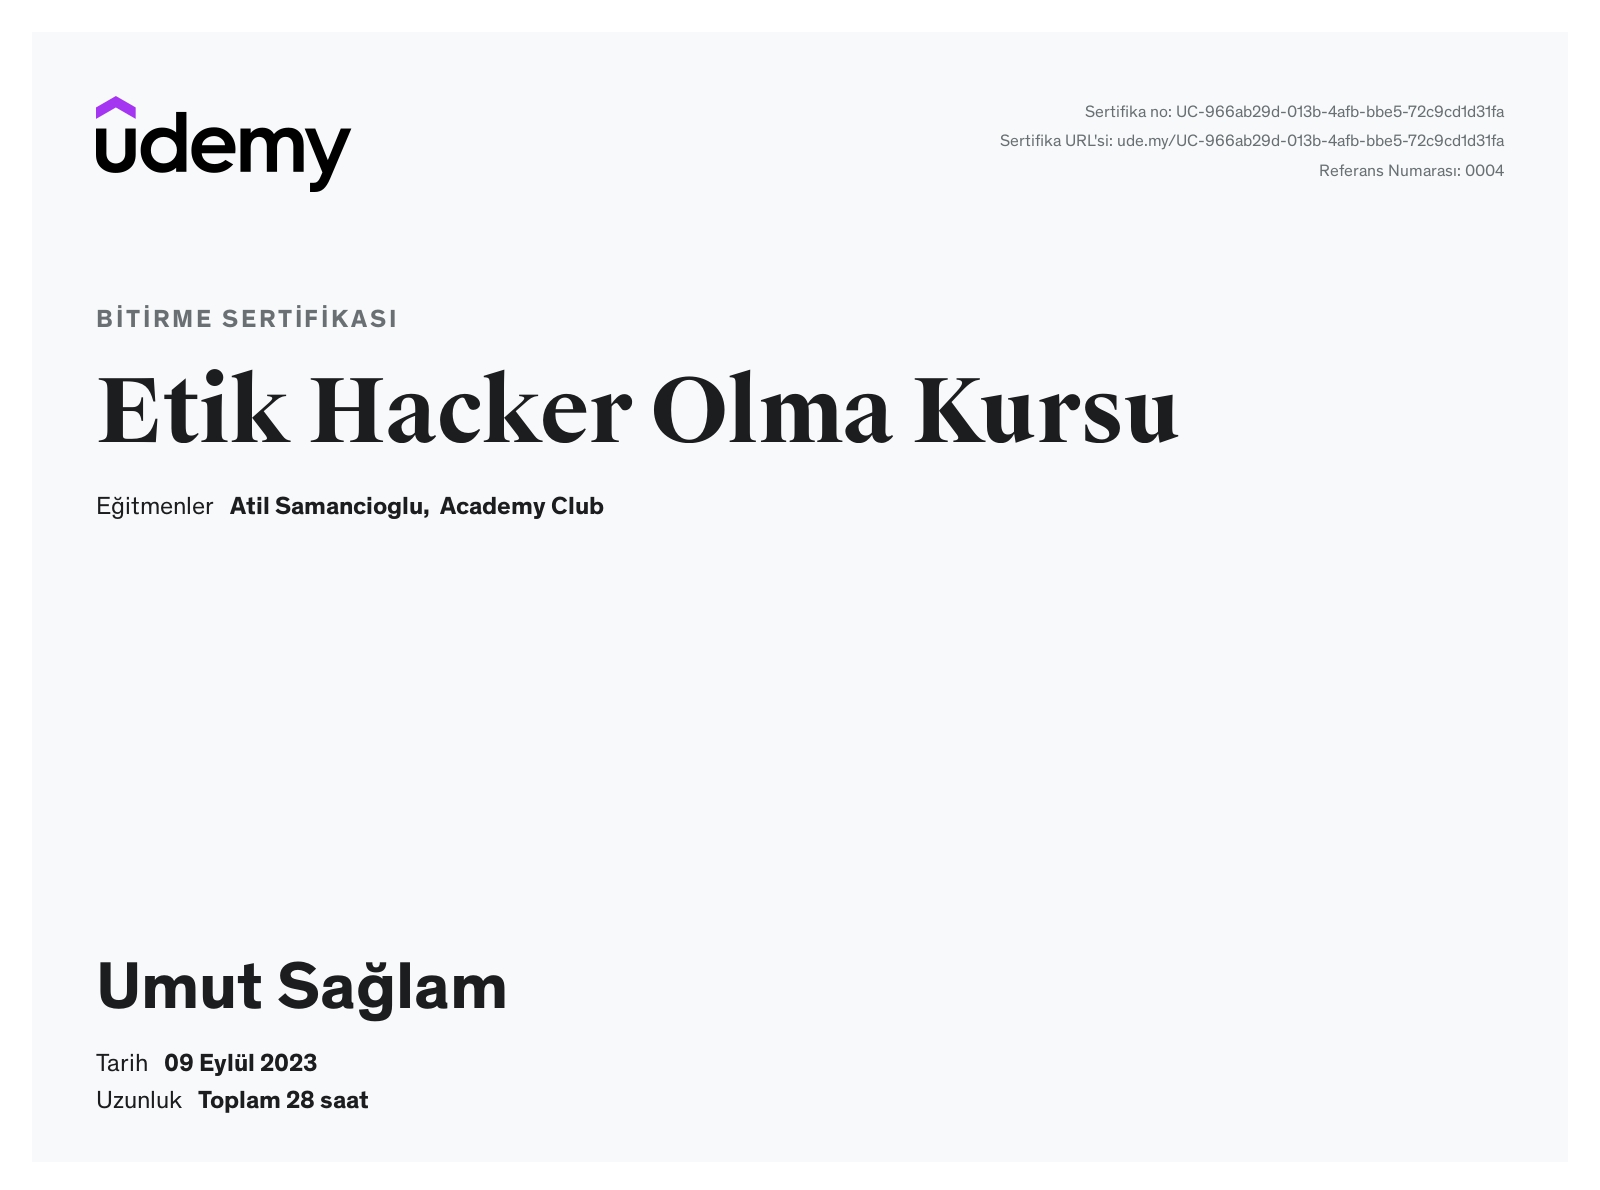 udemy
Sertifika no: UC-966ab29d-013b-4afb-bbe5-72c9cd1d31fa
Sertifika URL'si: ude.my/UC-966ab29d-013b-4afb-bbe5-72c9cd1d31fa
Referans Numarası: 0004
BİTİRME SERTİFİKASI
Etik Hacker Olma Kursu
Eğitmenler Atil Samancioglu, Academy Club
Umut Sağlam
Tarih 09 Eylül 2023
Uzunluk Toplam 28 saat